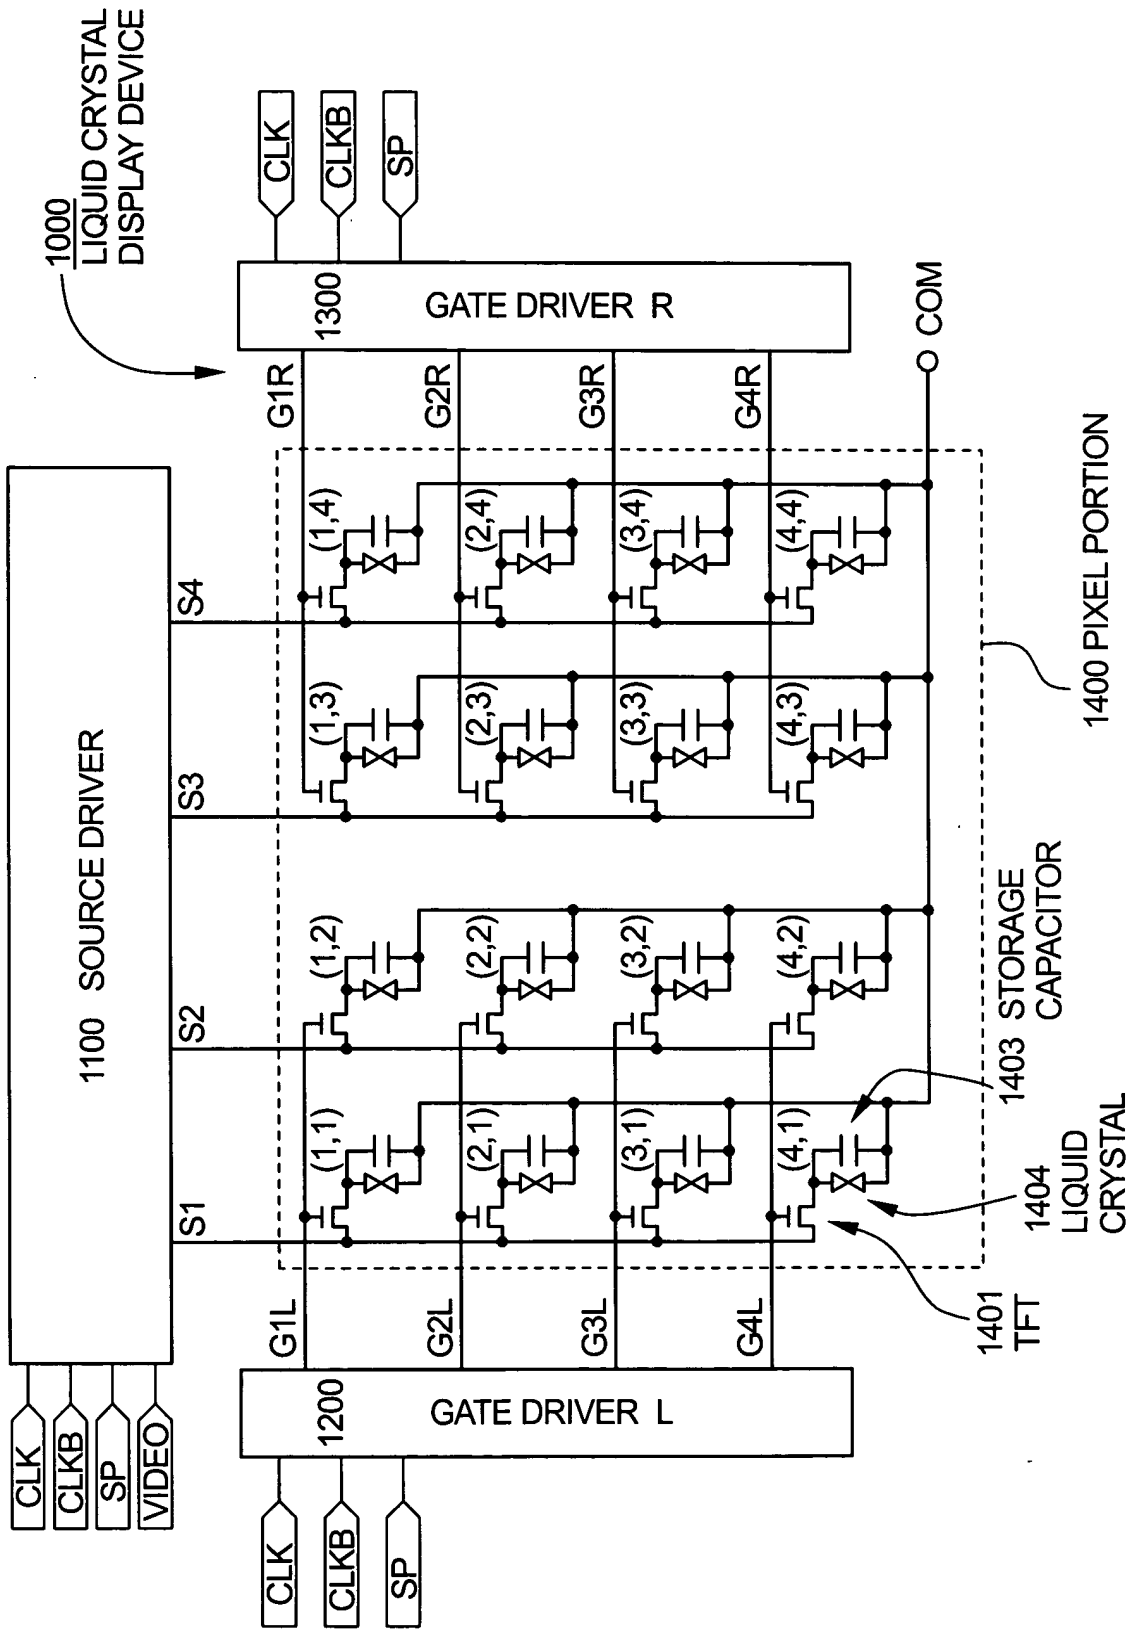 1000
LIQUID CRYSTAL
DISPLAY DEVICE
CLK
CLKB
SP
VIDEO
1100 SOURCE DRIVER
S1
S2
S3
S4
CLK
CLKB
SP
1200
GATE DRIVER L
G1L
G2L
G3L
G4L
(1,1)
(1,2)
(1,3)
(1,4)
(2,1)
(2,2)
(2,3)
(2,4)
(3,1)
(3,2)
(3,3)
(3,4)
(4,1)
(4,2)
(4,3)
(4,4)
G1R
G2R
G3R
G4R
1300
GATE DRIVER R
CLK
CLKB
SP
COM
1401
TFT
1404
LIQUID
CRYSTAL
1403 STORAGE
CAPACITOR
1400 PIXEL PORTION